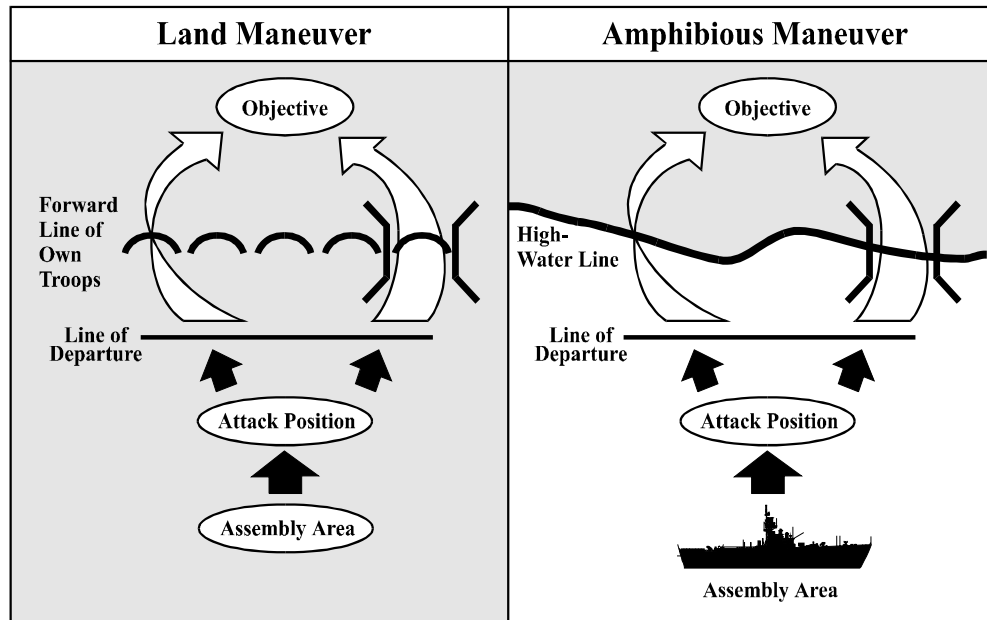 Land Maneuver
Objective
Forward
Line of
Own
Troops
Line of
Departure
Attack Position
Assembly Area
Amphibious Maneuver
Objective
High-
Water Line
Line of
Departure
Attack Position
Assembly Area